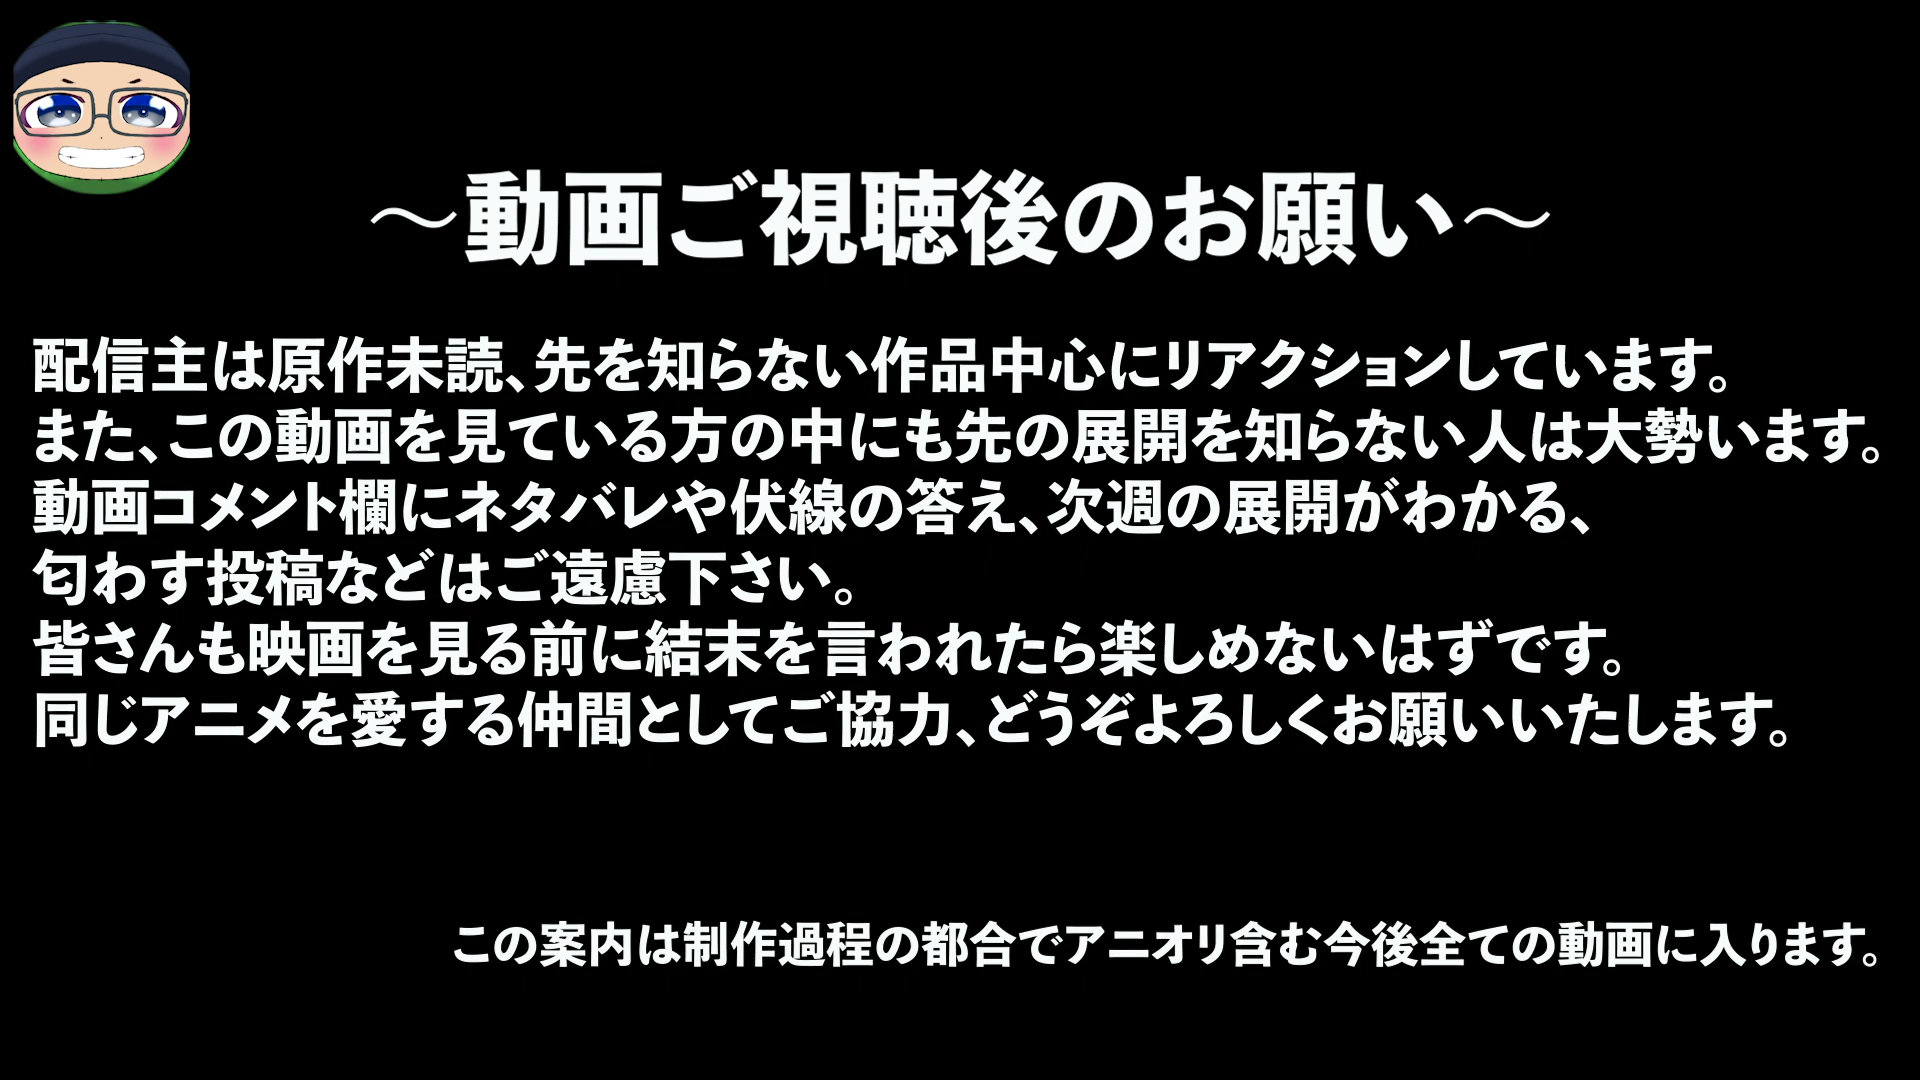 ～動画ご視聴後のお願い～
配信主は原作未読、先を知らない作品中心にリアクションしています。
また、この動画を見ている方の中にも先の展開を知らない人は大勢います。
動画コメント欄にネタバレや伏線の答え、次週の展開がわかる、
匂わす投稿などはご遠慮下さい。
皆さんも映画を見る前に結末を言われたら楽しめないはずです。
同じアニメを愛する仲間としてご協力、どうぞよろしくお願いいたします。
この案内は制作過程の都合でアニオリ含む今後全ての動画に入ります。